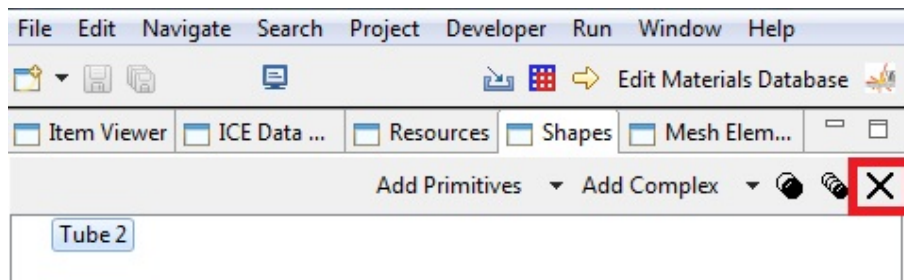 File Edit Navigate Search Project Developer Run Window Help
Edit Materials Database
Item Viewer ICE Data ... Resources Shapes Mesh Elem...
Add Primitives Add Complex
Tube 2